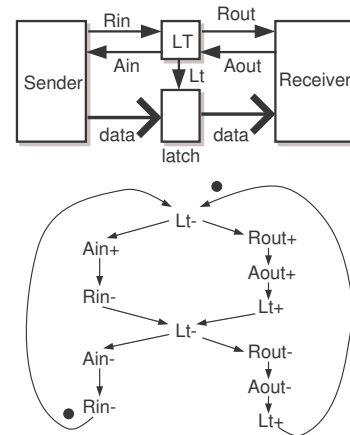 Rin
Rout
LT
Ain
Aout
Sender
Lt
Receiver
data
data
latch
Lt-
Ain+
Rout+
Aout+
Rin-
Lt+
Lt-
Ain-
Rout-
Aout-
Rin-
Lt+